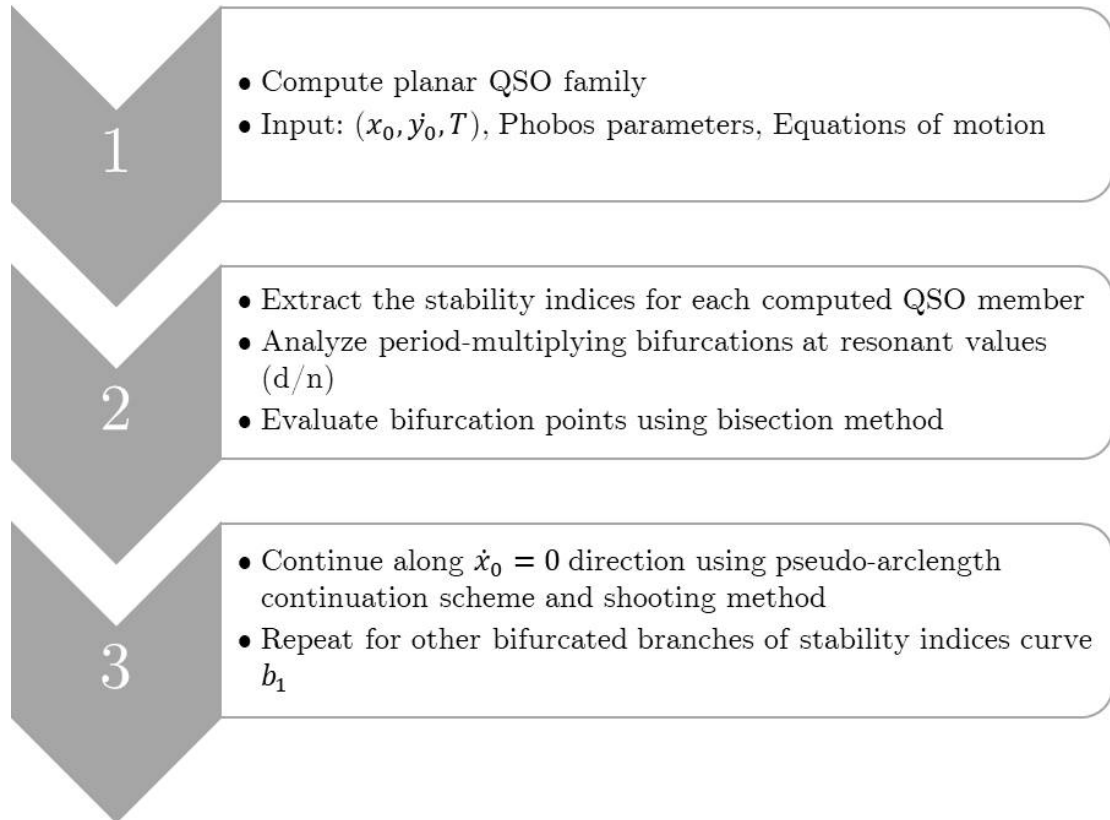 1
• Compute planar QSO family
• Input: (x₀, ẏ₀, T), Phobos parameters, Equations of motion
2
• Extract the stability indices for each computed QSO member
• Analyze period-multiplying bifurcations at resonant values
(d/n)
• Evaluate bifurcation points using bisection method
3
• Continue along ẋ₀ = 0 direction using pseudo-arclength
continuation scheme and shooting method
• Repeat for other bifurcated branches of stability indices curve
b₁